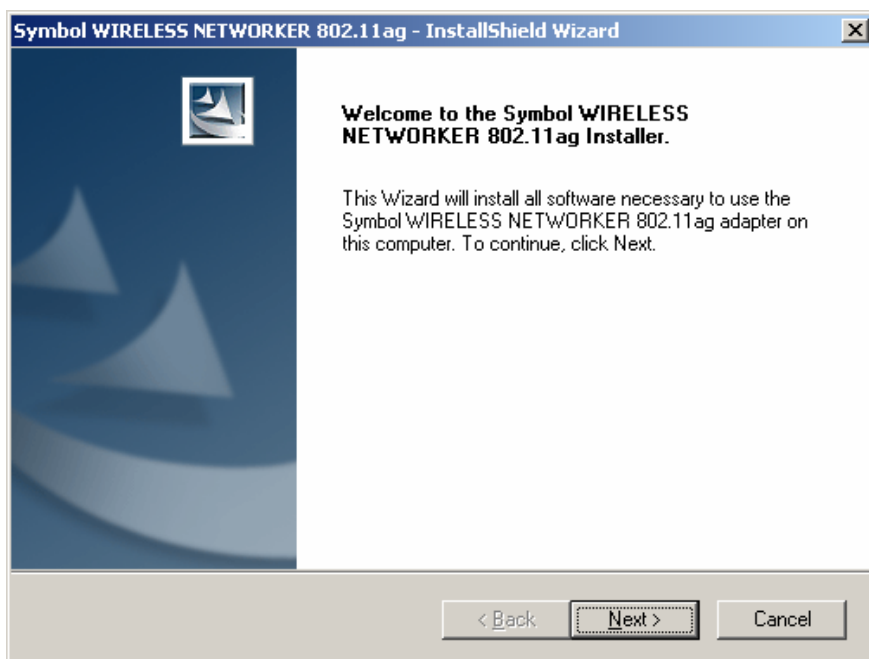 Symbol WIRELESS NETWORKER 802.11ag - InstallShield Wizard
Welcome to the Symbol WIRELESS
NETWORKER 802.11ag Installer.
This Wizard will install all software necessary to use the
Symbol WIRELESS NETWORKER 802.11ag adapter on
this computer. To continue, click Next.
< Back Next > Cancel